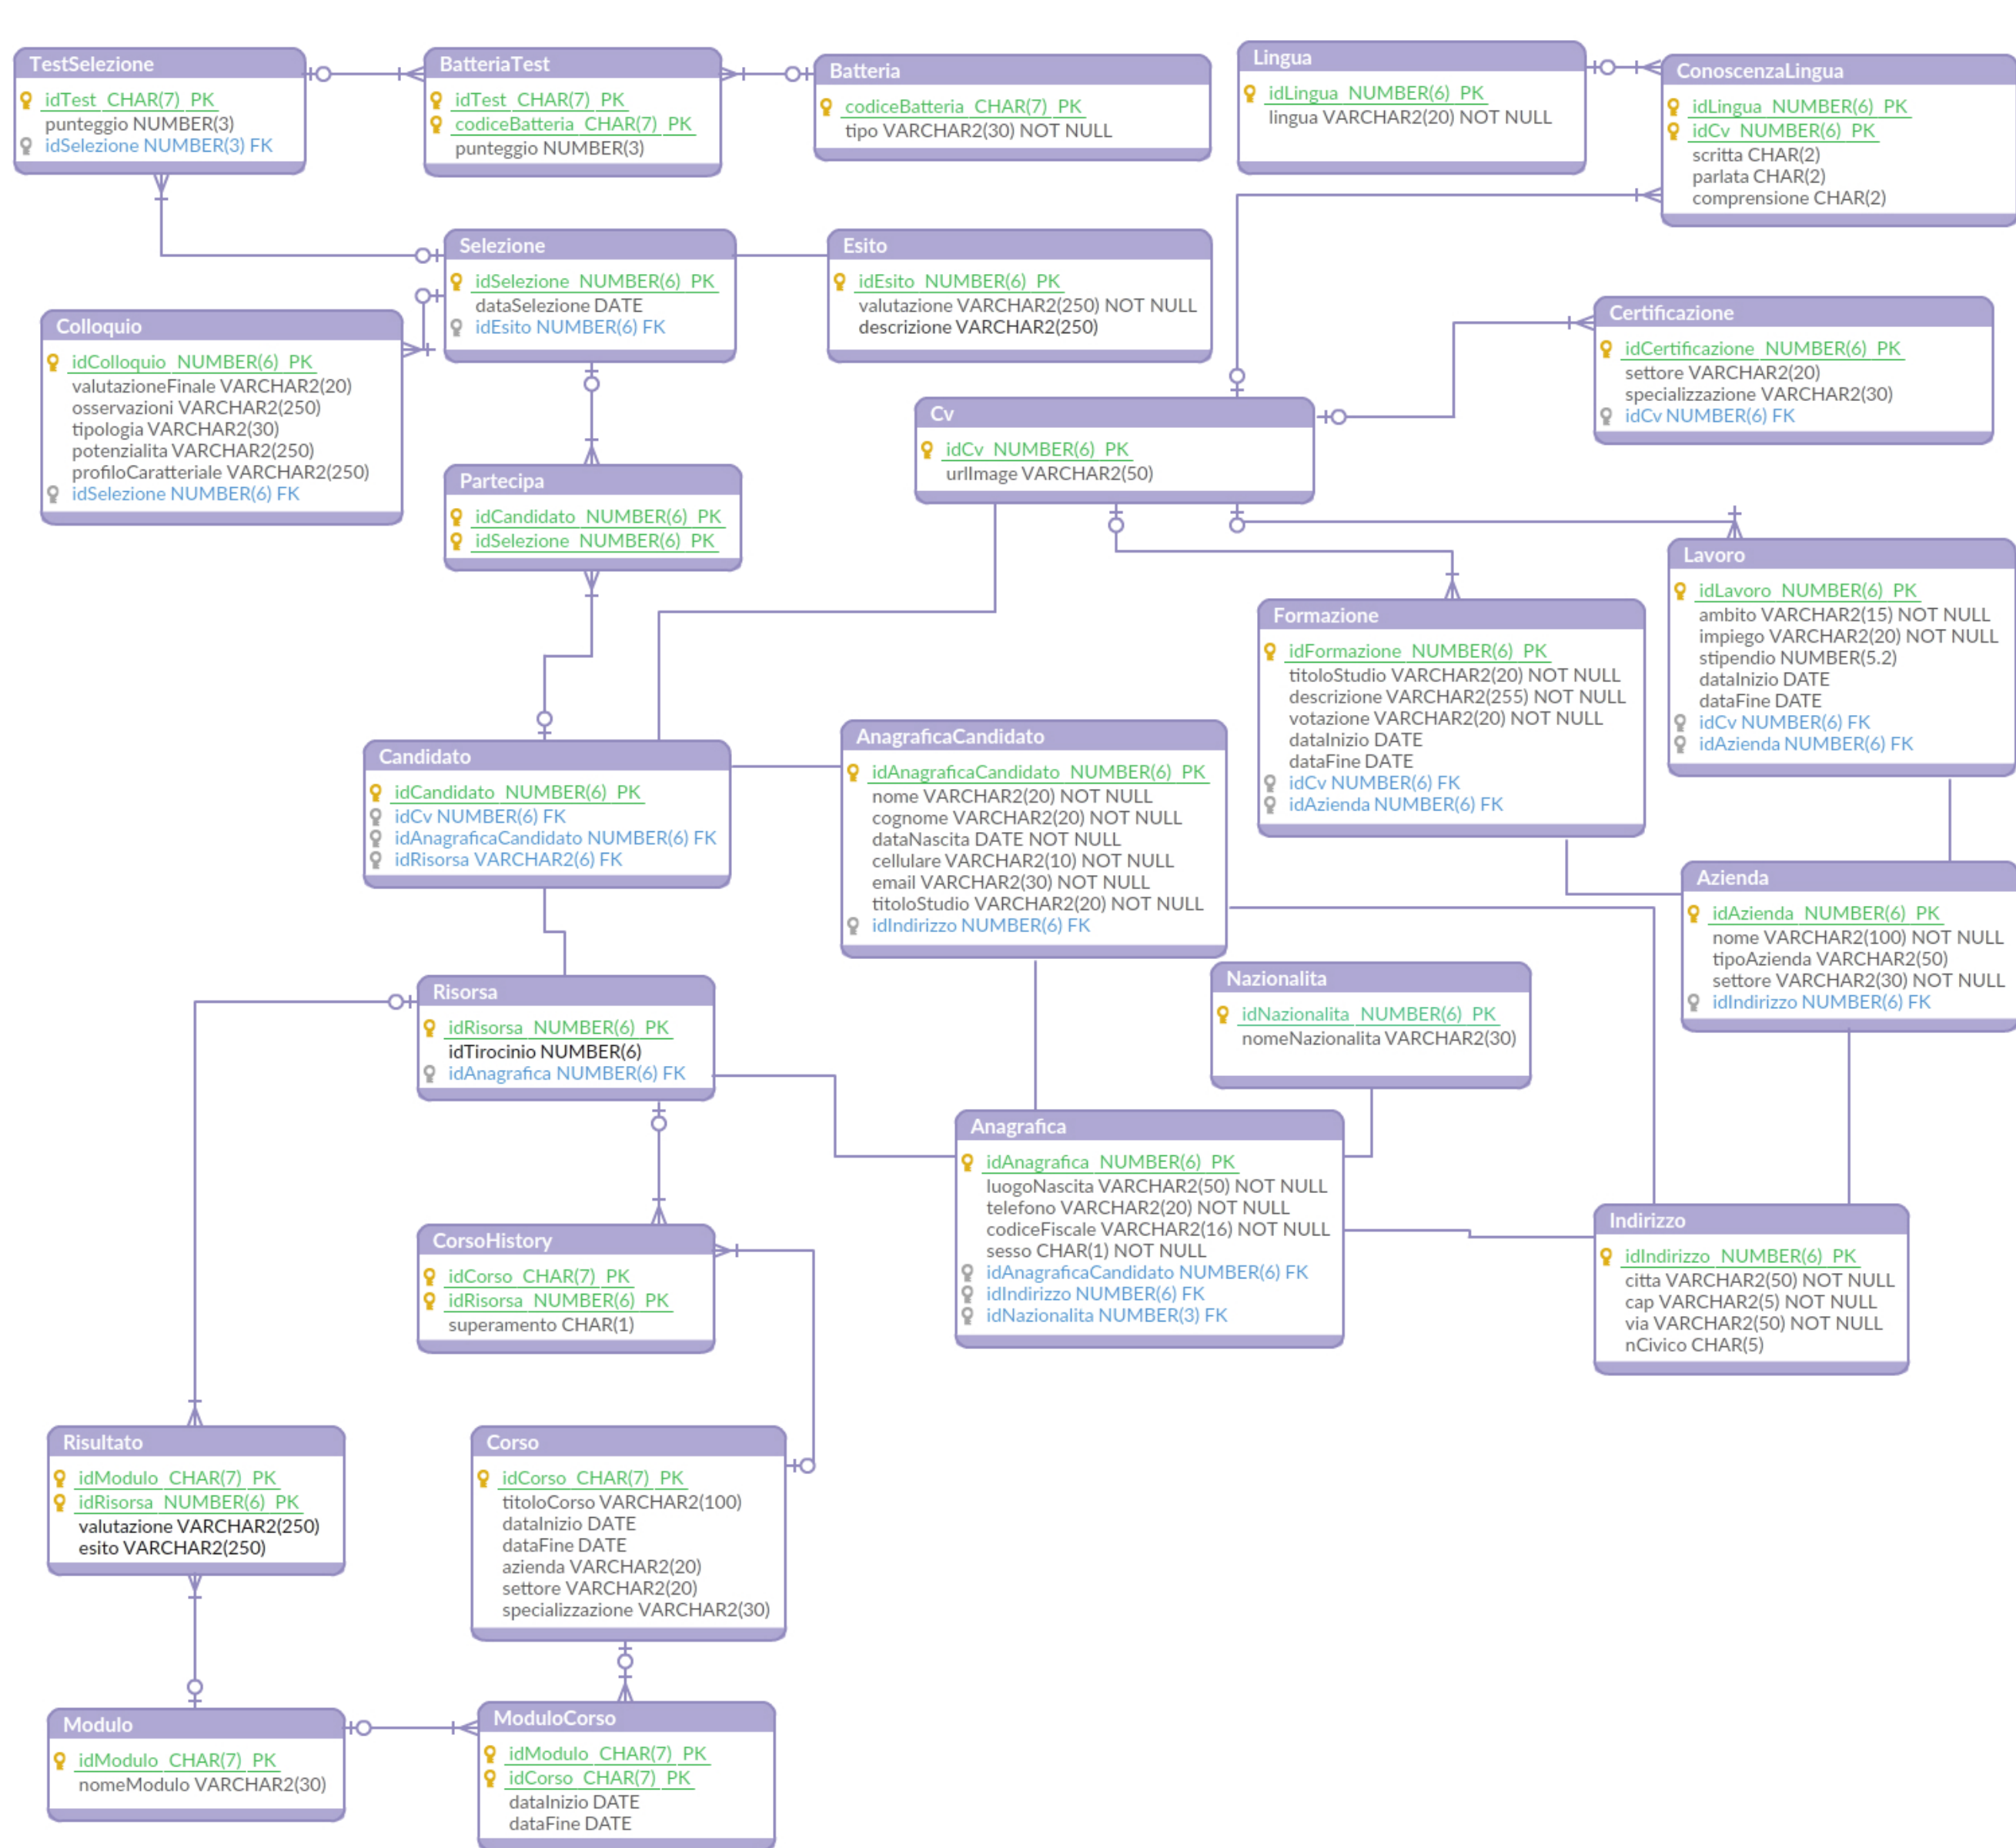 TestSelezione
idTest CHAR(7) PK
punteggio NUMBER(3)
idSelezione NUMBER(3) FK
BatteriaTest
idTest CHAR(7) PK
codiceBatteria CHAR(7) PK
punteggio NUMBER(3)
Batteria
codiceBatteria CHAR(7) PK
tipo VARCHAR2(30) NOT NULL
Lingua
idLingua NUMBER(6) PK
lingua VARCHAR2(20) NOT NULL
ConoscenzaLingua
idLingua NUMBER(6) PK
idCv NUMBER(6) PK
scritta CHAR(2)
parlata CHAR(2)
comprensione CHAR(2)
Selezione
idSelezione NUMBER(6) PK
dataSelezione DATE
idEsito NUMBER(6) FK
Esito
idEsito NUMBER(6) PK
valutazione VARCHAR2(250) NOT NULL
descrizione VARCHAR2(250)
Colloquio
idColloquio NUMBER(6) PK
valutazioneFinale VARCHAR2(20)
osservazioni VARCHAR2(250)
tipologia VARCHAR2(30)
potenzialita VARCHAR2(250)
profiloCaratteriale VARCHAR2(250)
idSelezione NUMBER(6) FK
Certificazione
idCertificazione NUMBER(6) PK
settore VARCHAR2(20)
specializzazione VARCHAR2(30)
idCv NUMBER(6) FK
Cv
idCv NUMBER(6) PK
urlImage VARCHAR2(50)
Partecipa
idCandidato NUMBER(6) PK
idSelezione NUMBER(6) PK
Lavoro
idLavoro NUMBER(6) PK
ambito VARCHAR2(15) NOT NULL
impiego VARCHAR2(20) NOT NULL
stipendio NUMBER(5.2)
dataInizio DATE
dataFine DATE
idCv NUMBER(6) FK
idAzienda NUMBER(6) FK
Formazione
idFormazione NUMBER(6) PK
titoloStudio VARCHAR2(20) NOT NULL
descrizione VARCHAR2(255) NOT NULL
votazione VARCHAR2(20) NOT NULL
dataInizio DATE
dataFine DATE
idCv NUMBER(6) FK
idAzienda NUMBER(6) FK
Candidato
idCandidato NUMBER(6) PK
idCv NUMBER(6) FK
idAnagraficaCandidato NUMBER(6) FK
idRisorsa VARCHAR2(6) FK
AnagraficaCandidato
idAnagraficaCandidato NUMBER(6) PK
nome VARCHAR2(20) NOT NULL
cognome VARCHAR2(20) NOT NULL
dataNascita DATE NOT NULL
cellulare VARCHAR2(10) NOT NULL
email VARCHAR2(30) NOT NULL
titoloStudio VARCHAR2(20) NOT NULL
idIndirizzo NUMBER(6) FK
Azienda
idAzienda NUMBER(6) PK
nome VARCHAR2(100) NOT NULL
tipoAzienda VARCHAR2(50)
settore VARCHAR2(30) NOT NULL
idIndirizzo NUMBER(6) FK
Risorsa
idRisorsa NUMBER(6) PK
idTirocinio NUMBER(6)
idAnagrafica NUMBER(6) FK
Nazionalita
idNazionalita NUMBER(6) PK
nomeNazionalita VARCHAR2(30)
Anagrafica
idAnagrafica NUMBER(6) PK
luogoNascita VARCHAR2(50) NOT NULL
telefono VARCHAR2(20) NOT NULL
codiceFiscale VARCHAR2(16) NOT NULL
sesso CHAR(1) NOT NULL
idAnagraficaCandidato NUMBER(6) FK
idIndirizzo NUMBER(6) FK
idNazionalita NUMBER(3) FK
Indirizzo
idIndirizzo NUMBER(6) PK
citta VARCHAR2(50) NOT NULL
cap VARCHAR2(5) NOT NULL
via VARCHAR2(50) NOT NULL
nCivico CHAR(5)
CorsoHistory
idCorso CHAR(7) PK
idRisorsa NUMBER(6) PK
superamento CHAR(1)
Risultato
idModulo CHAR(7) PK
idRisorsa NUMBER(6) PK
valutazione VARCHAR2(250)
esito VARCHAR2(250)
Corso
idCorso CHAR(7) PK
titoloCorso VARCHAR2(100)
dataInizio DATE
dataFine DATE
azienda VARCHAR2(20)
settore VARCHAR2(20)
specializzazione VARCHAR2(30)
Modulo
idModulo CHAR(7) PK
nomeModulo VARCHAR2(30)
ModuloCorso
idModulo CHAR(7) PK
idCorso CHAR(7) PK
dataInizio DATE
dataFine DATE